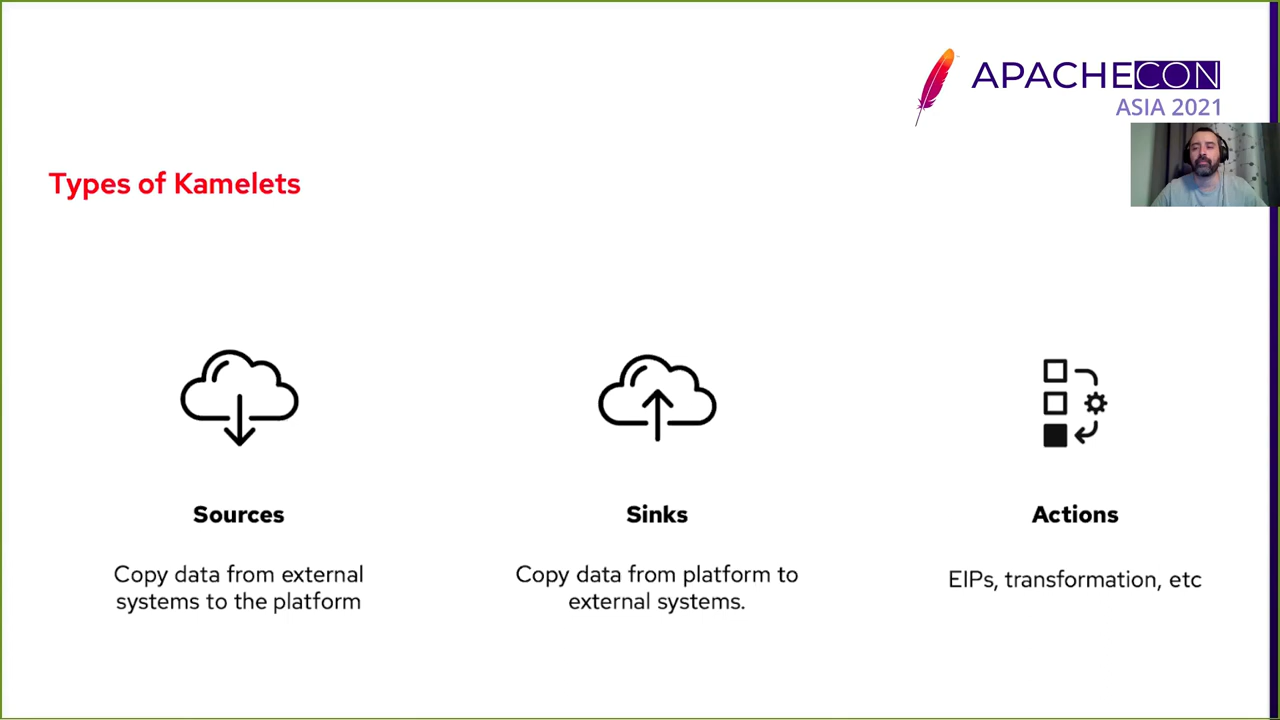 APACHECON
ASIA 2021
Types of Kamelets
Sources
Copy data from external
systems to the platform
Sinks
Copy data from platform to
external systems.
Actions
EIPs, transformation, etc